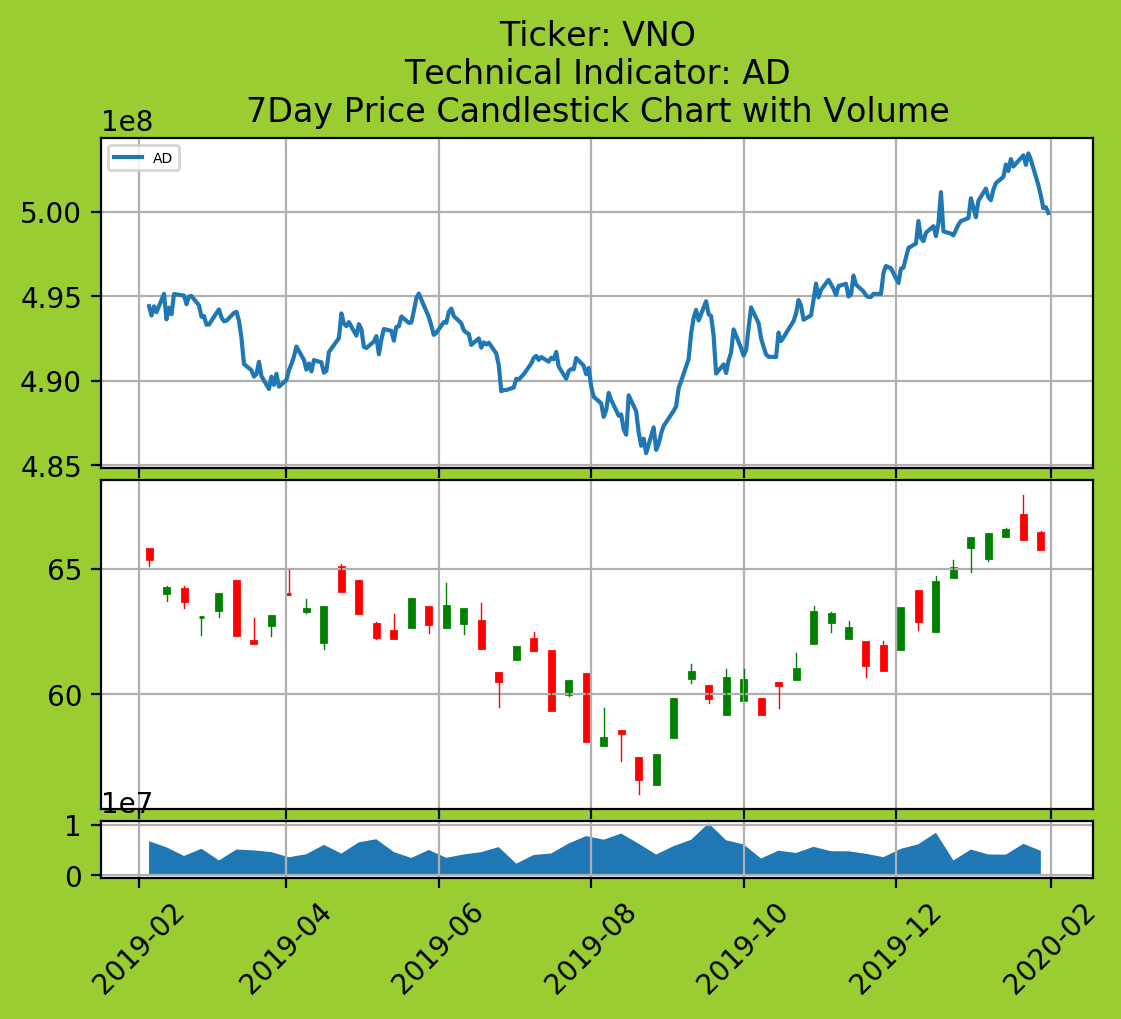 Ticker: VNO
Technical Indicator: AD
7Day Price Candlestick Chart with Volume
1e8
AD
5.00
4.95
4.90
4.85
65
60
1e7
1
0
2019-02
2019-04
2019-06
2019-08
2019-10
2019-12
2020-02